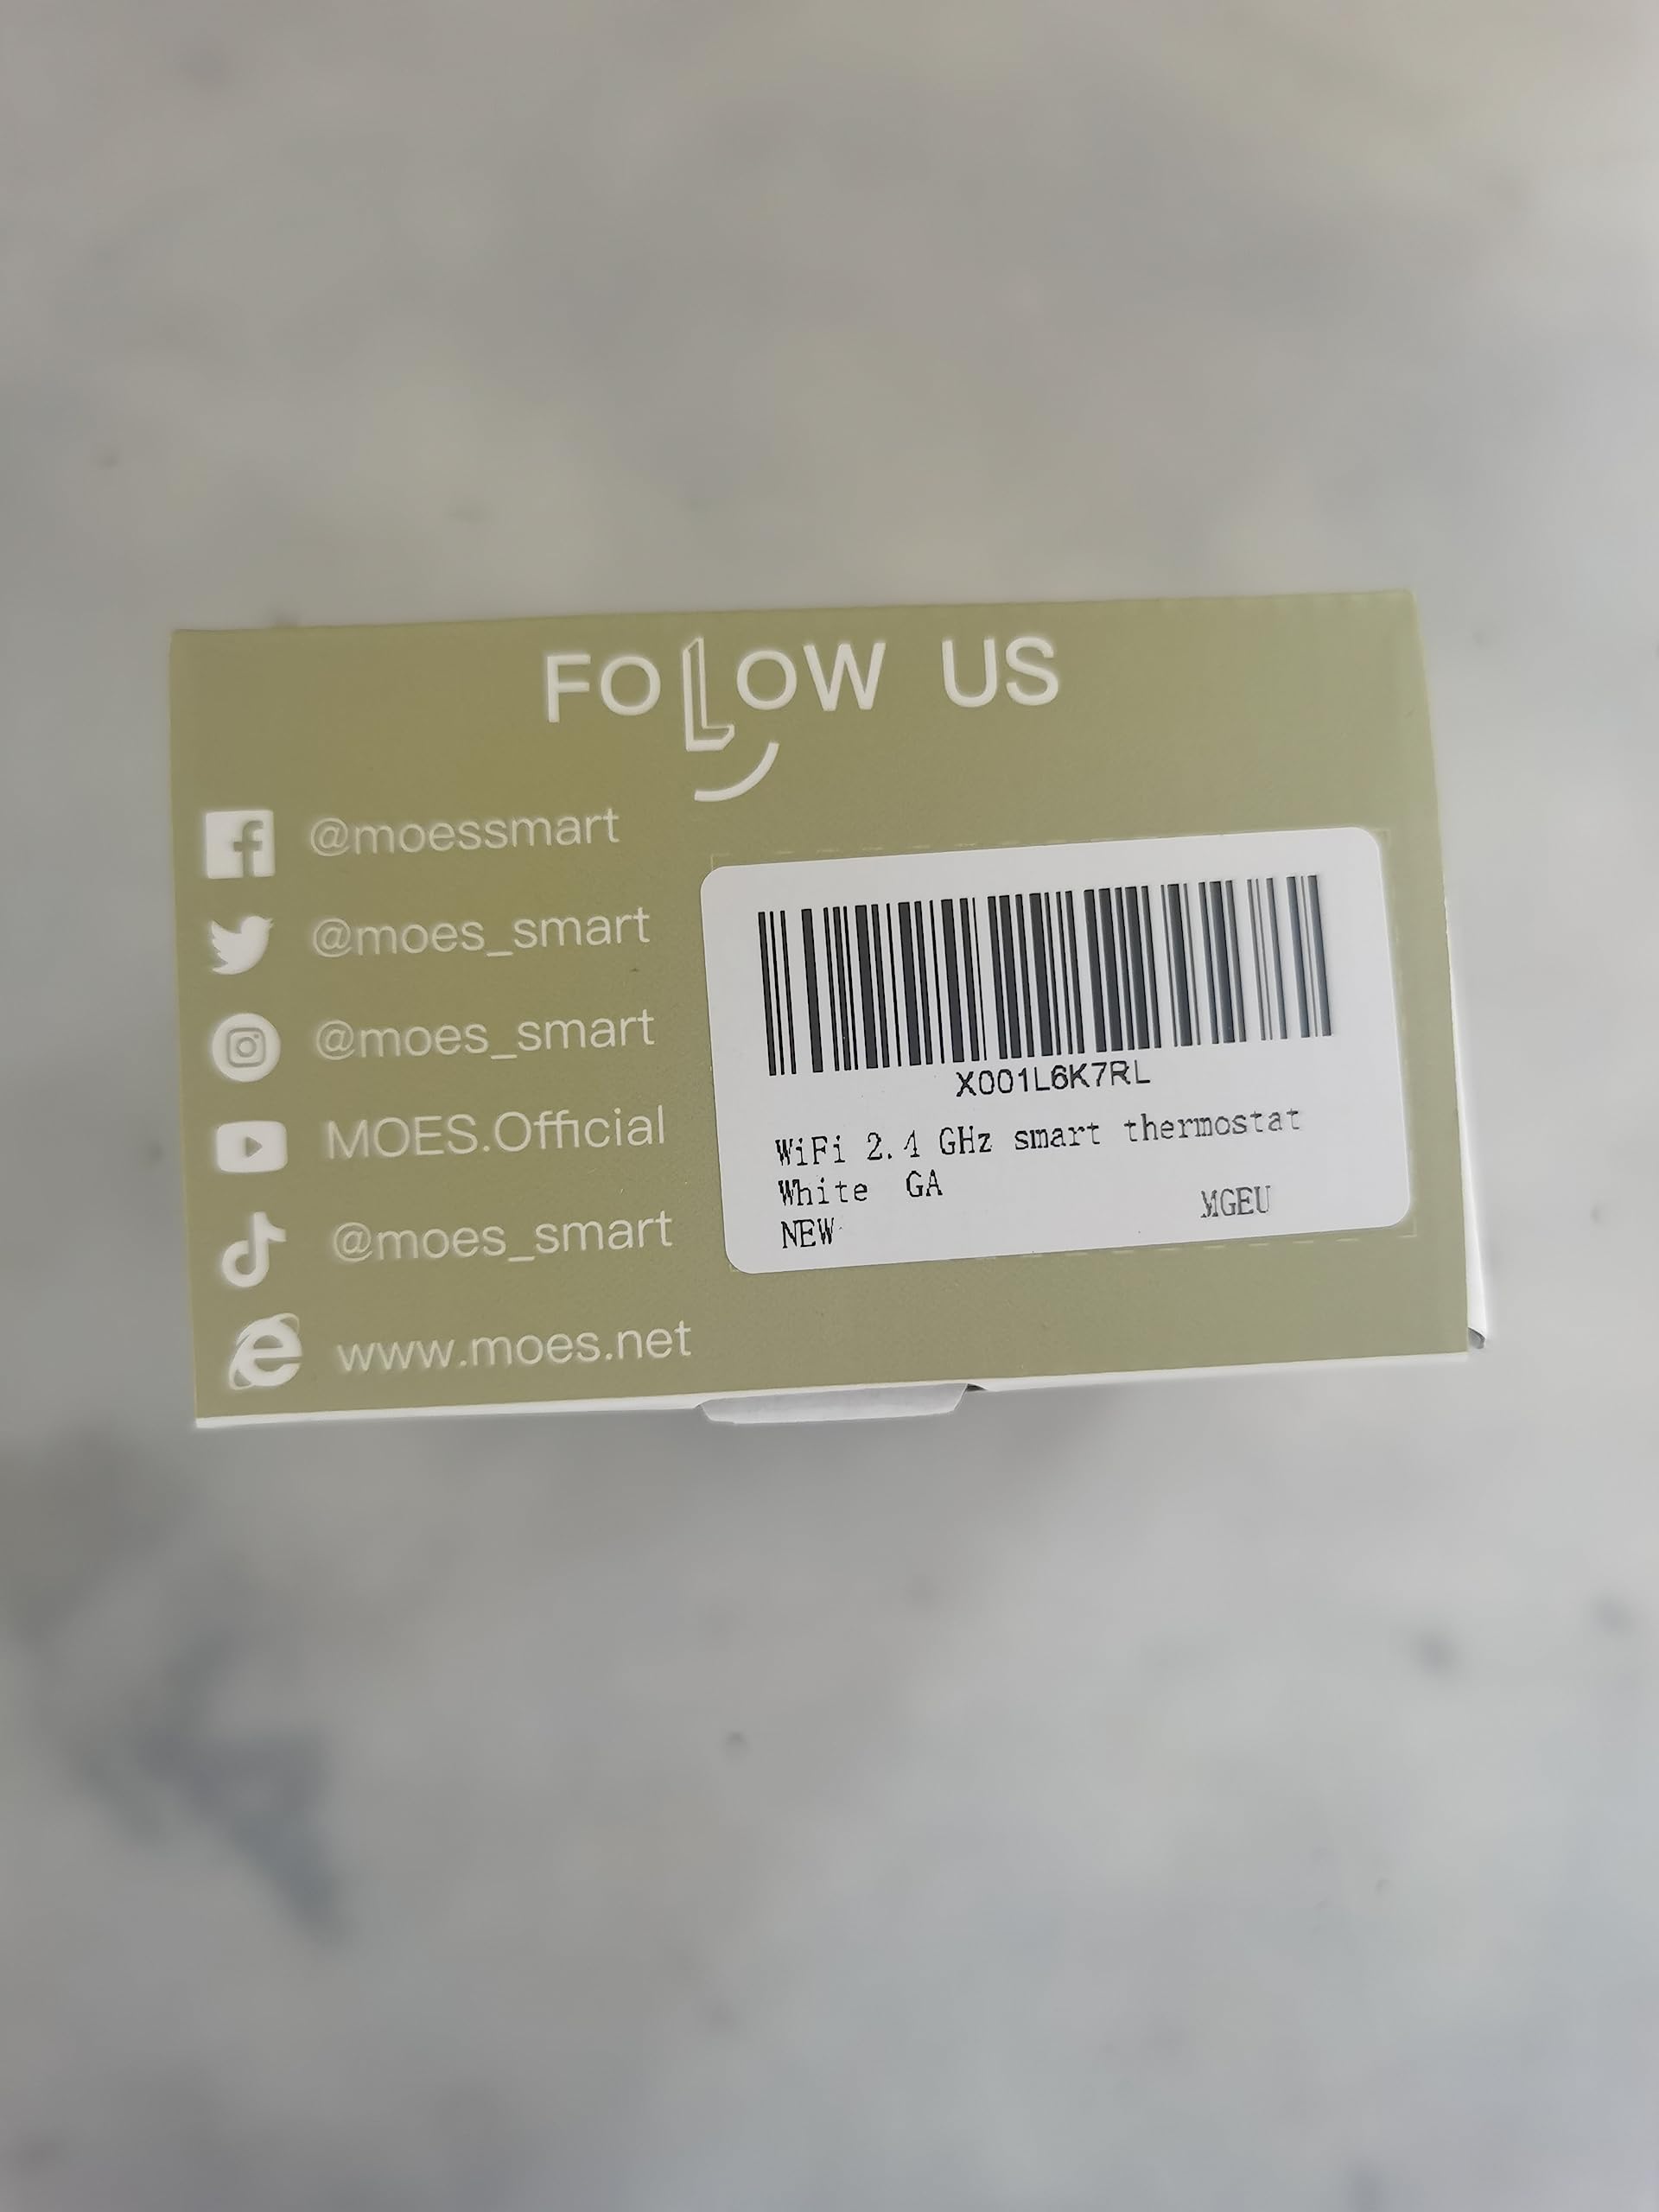 FOLLOW US
@moessmart
@moes_smart
@moes_smart
MOES.Official
@moes_smart
www.moes.net
X001L6K7RL
WiFi 2.4 GHz smart thermostat
White GA
NEW
MGEU